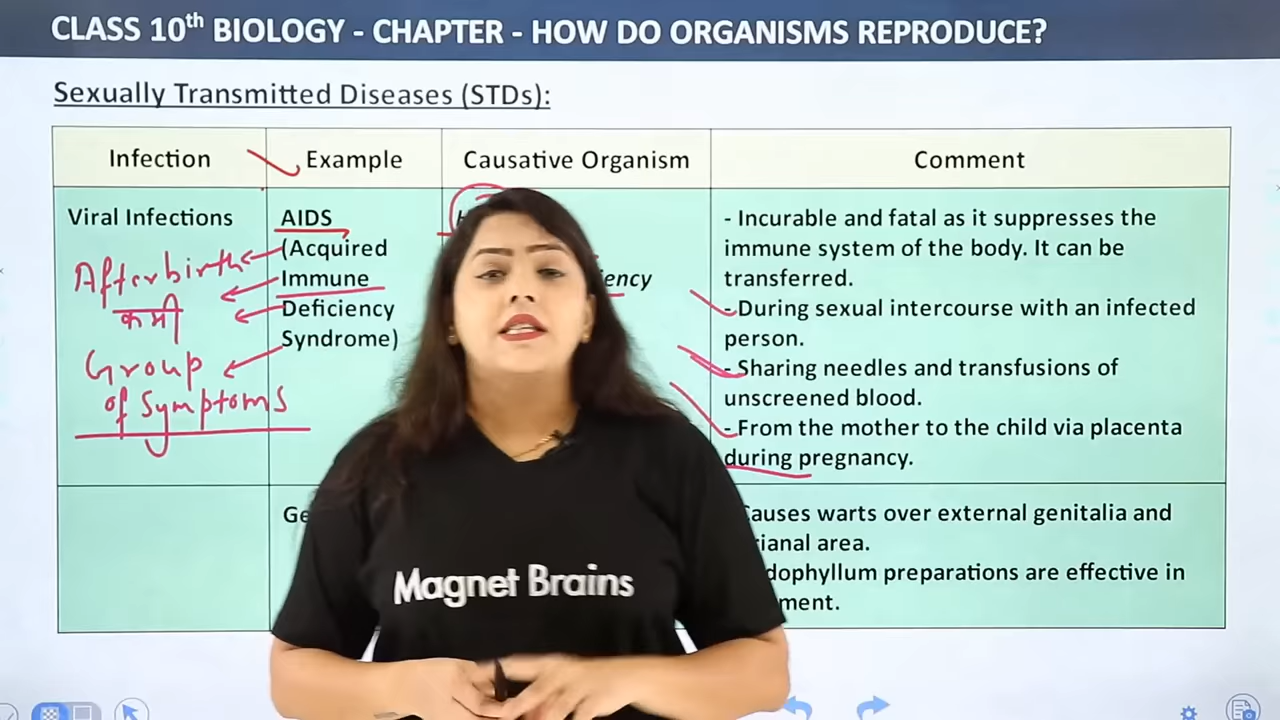 CLASS 10th BIOLOGY - CHAPTER - HOW DO ORGANISMS REPRODUCE?
Sexually Transmitted Diseases (STDs):
Infection
Example
Causative Organism
Comment
Viral Infections
Afterbirth
कमी
Group
of Symptoms
AIDS
(Acquired
Immune
Deficiency
Syndrome)
- Incurable and fatal as it suppresses the
immune system of the body. It can be
transferred.
- During sexual intercourse with an infected
person.
- Sharing needles and transfusions of
unscreened blood.
- From the mother to the child via placenta
during pregnancy.
auses warts over external genitalia and
ianal area.
dophyllum preparations are effective in
ment.
Magnet Brains